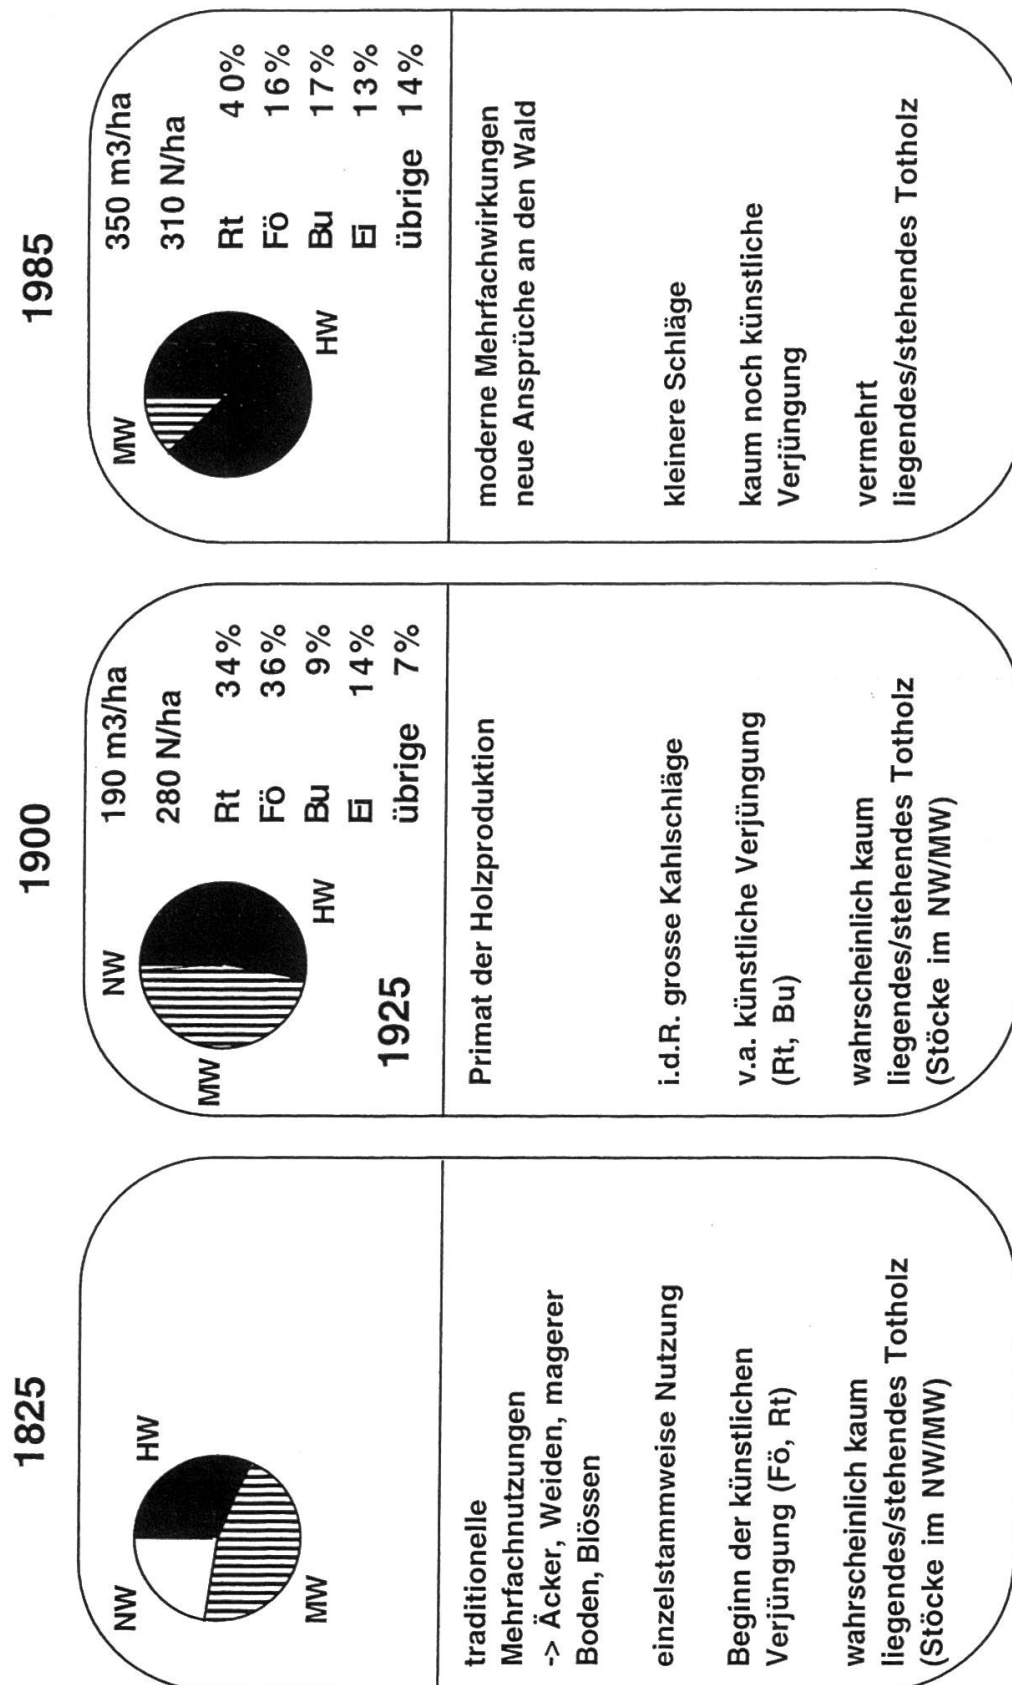 1825
NW
HW
MW
traditionelle
Mehrfachnutzungen
-> Äcker, Weiden, magerer
Boden, Blössen
einzelstammweise Nutzung
Beginn der künstlichen
Verjüngung (Fö, Rt)
wahrscheinlich kaum
liegendes/stehendes Totholz
(Stöcke im NW/MW)
1900
NW
MW
HW
1925
190 m3/ha
280 N/ha
Rt 34%
Fö 36%
Bu 9%
EI 14%
übrige 7%
Primat der Holzproduktion
i.d.R. grosse Kahlschläge
v.a. künstliche Verjüngung
(Rt, Bu)
wahrscheinlich kaum
liegendes/stehendes Totholz
(Stöcke im NW/MW)
1985
MW
HW
350 m3/ha
310 N/ha
Rt 40%
Fö 16%
Bu 17%
EI 13%
übrige 14%
moderne Mehrfachwirkungen
neue Ansprüche an den Wald
kleinere Schläge
kaum noch künstliche
Verjüngung
vermehrt
liegendes/stehendes Totholz